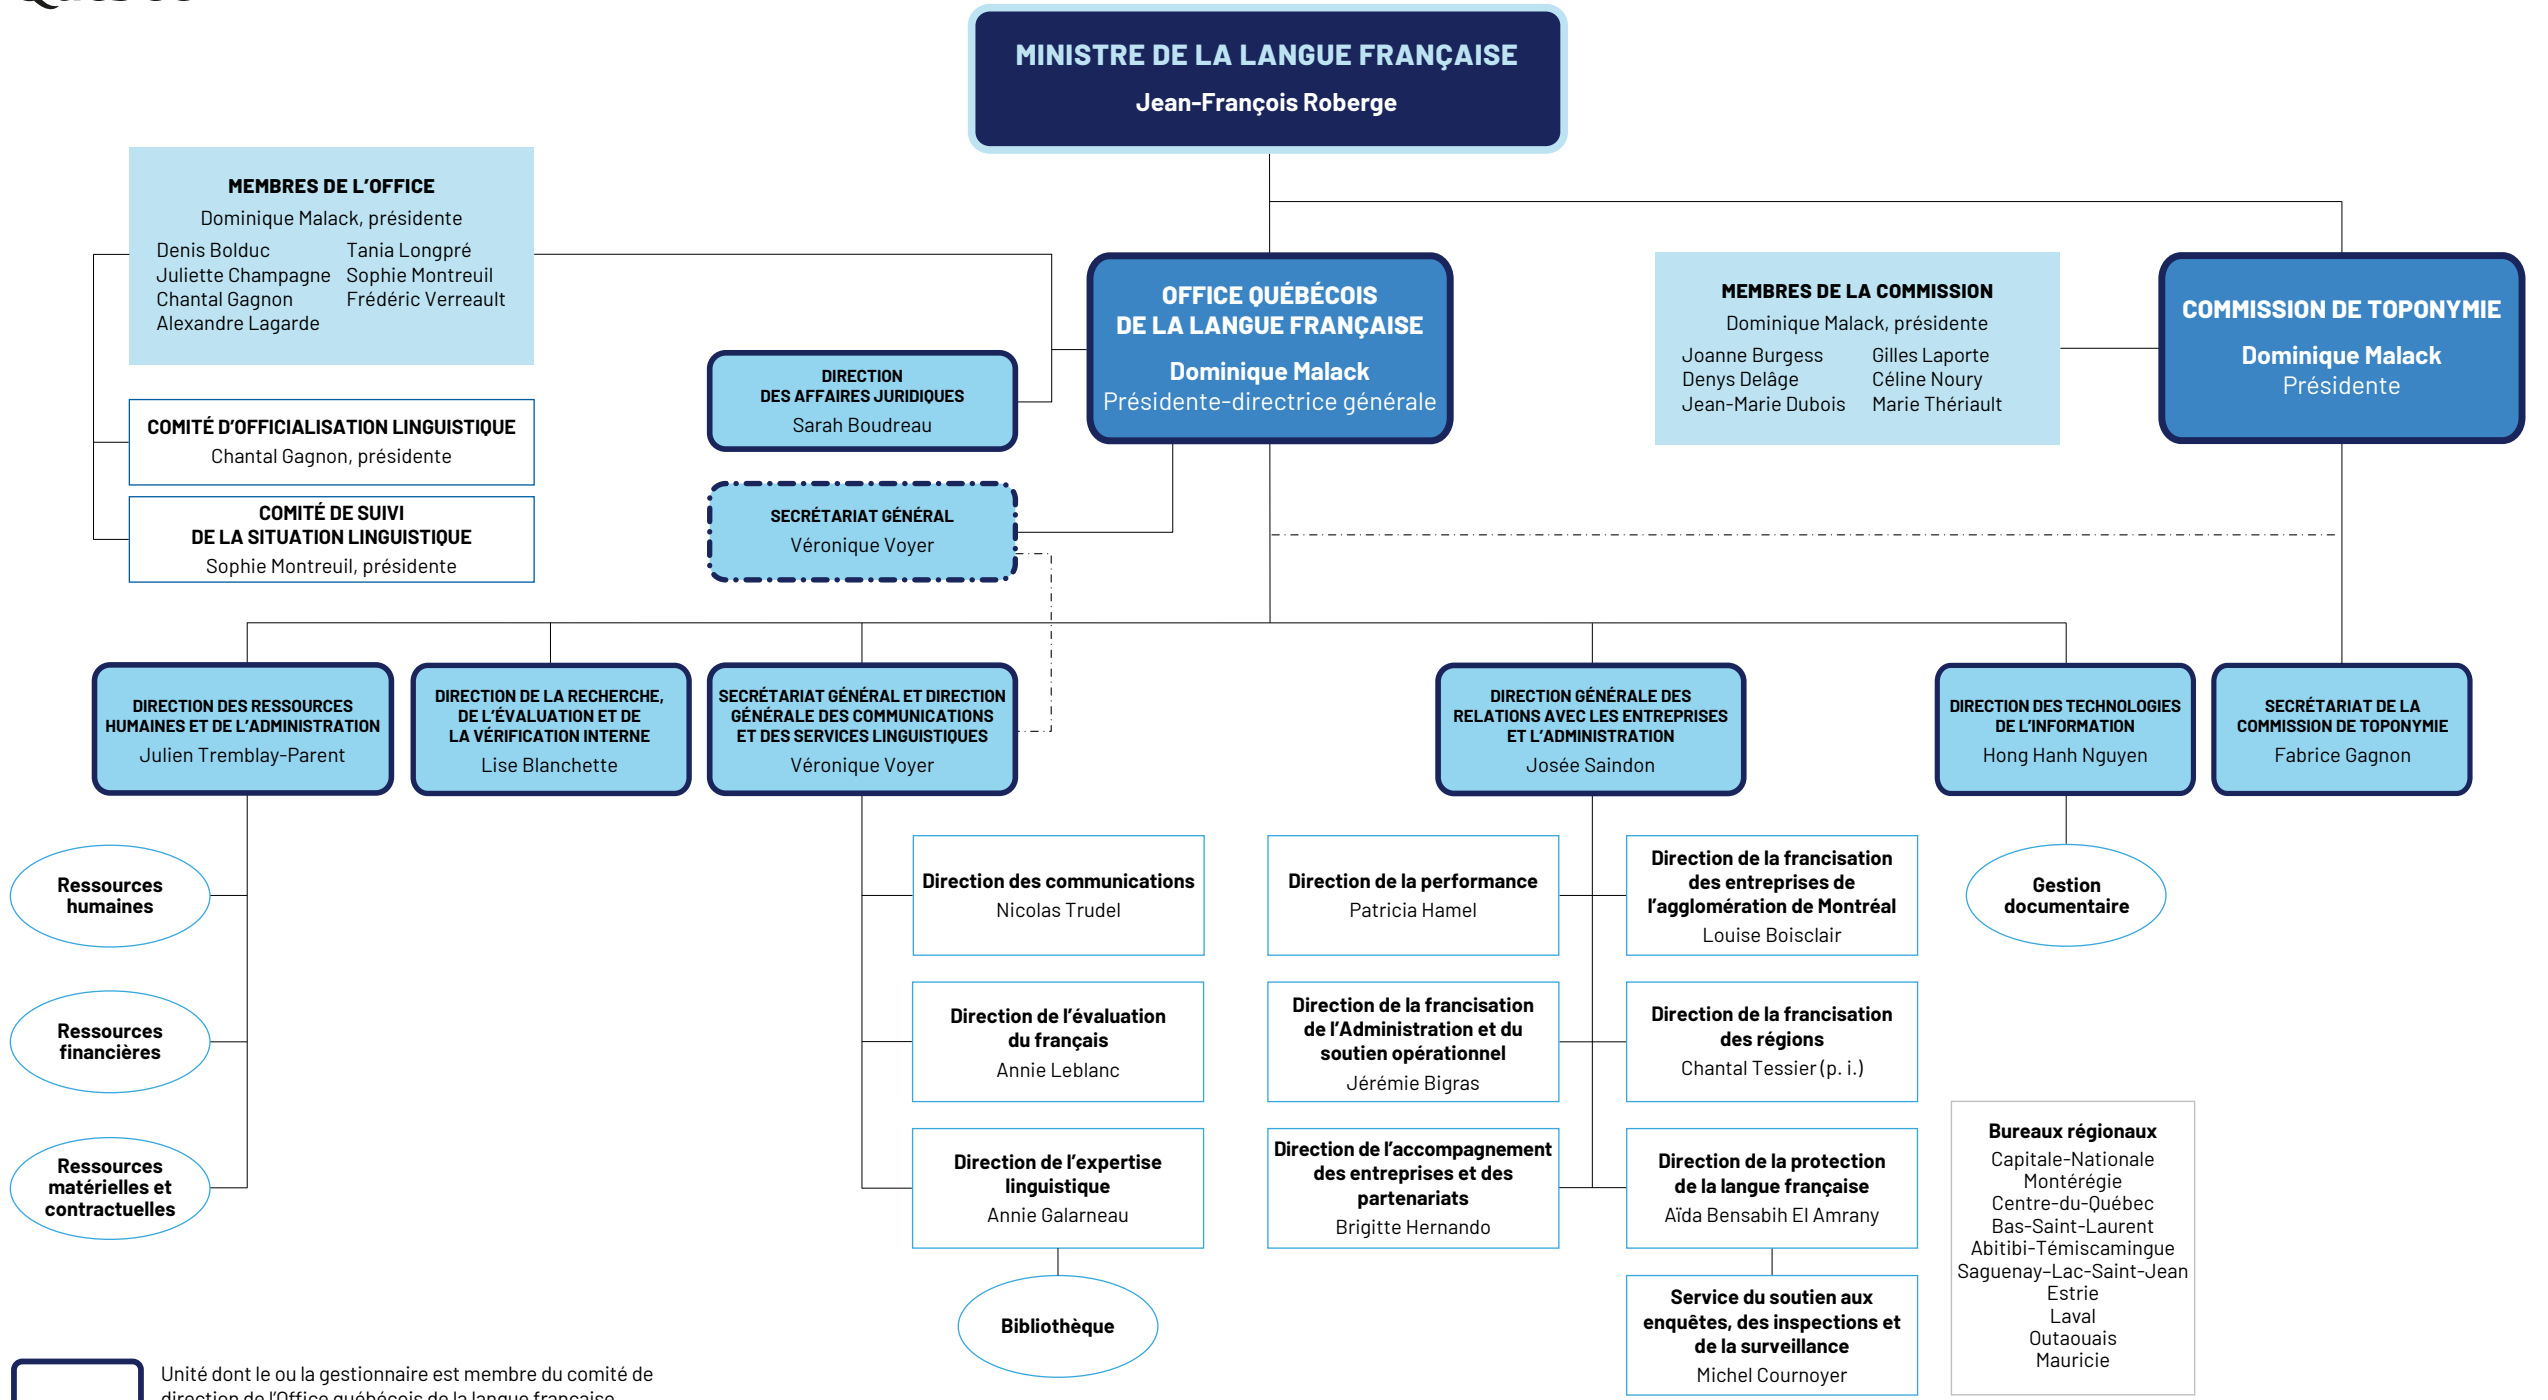 MINISTRE DE LA LANGUE FRANÇAISE
Jean-François Roberge
MEMBRES DE L’OFFICE
Dominique Malack, présidente
Denis Bolduc
Juliette Champagne
Chantal Gagnon
Alexandre Lagarde
Tania Longpré
Sophie Montreuil
Frédéric Verreault
COMITÉ D’OFFICIALISATION LINGUISTIQUE
Chantal Gagnon, présidente
COMITÉ DE SUIVI
DE LA SITUATION LINGUISTIQUE
Sophie Montreuil, présidente
DIRECTION
DES AFFAIRES JURIDIQUES
Sarah Boudreau
SECRÉTARIAT GÉNÉRAL
Véronique Voyer
OFFICE QUÉBÉCOIS
DE LA LANGUE FRANÇAISE
Dominique Malack
Présidente-directrice générale
MEMBRES DE LA COMMISSION
Dominique Malack, présidente
Joanne Burgess
Denys Delâge
Jean-Marie Dubois
Gilles Laporte
Céline Noury
Marie Thériault
COMMISSION DE TOPONYMIE
Dominique Malack
Présidente
DIRECTION DES RESSOURCES
HUMAINES ET DE L’ADMINISTRATION
Julien Tremblay-Parent
DIRECTION DE LA RECHERCHE,
DE L’ÉVALUATION ET DE
LA VÉRIFICATION INTERNE
Lise Blanchette
SECRÉTARIAT GÉNÉRAL ET DIRECTION
GÉNÉRALE DES COMMUNICATIONS
ET DES SERVICES LINGUISTIQUES
Véronique Voyer
DIRECTION GÉNÉRALE DES
RELATIONS AVEC LES ENTREPRISES
ET L’ADMINISTRATION
Josée Saindon
DIRECTION DES TECHNOLOGIES
DE L’INFORMATION
Hong Hanh Nguyen
SECRÉTARIAT DE LA
COMMISSION DE TOPONYMIE
Fabrice Gagnon
Ressources
humaines
Ressources
financières
Ressources
matérielles et
contractuelles
Direction des communications
Nicolas Trudel
Direction de l’évaluation
du français
Annie Leblanc
Direction de l’expertise
linguistique
Annie Galarneau
Bibliothèque
Direction de la performance
Patricia Hamel
Direction de la francisation
de l’Administration et du
soutien opérationnel
Jérémie Bigras
Direction de l’accompagnement
des entreprises et des
partenariats
Brigitte Hernando
Direction de la francisation
des entreprises de
l’agglomération de Montréal
Louise Boisclair
Direction de la francisation
des régions
Chantal Tessier (p. i.)
Direction de la protection
de la langue française
Aïda Bensabih El Amrany
Service du soutien aux
enquêtes, des inspections et
de la surveillance
Michel Cournoyer
Gestion
documentaire
Bureaux régionaux
Capitale-Nationale
Montérégie
Centre-du-Québec
Bas-Saint-Laurent
Abitibi-Témiscamingue
Saguenay–Lac-Saint-Jean
Estrie
Laval
Outaouais
Mauricie
Unité dont le ou la gestionnaire est membre du comité de
direction de l’Office québécois de la langue française